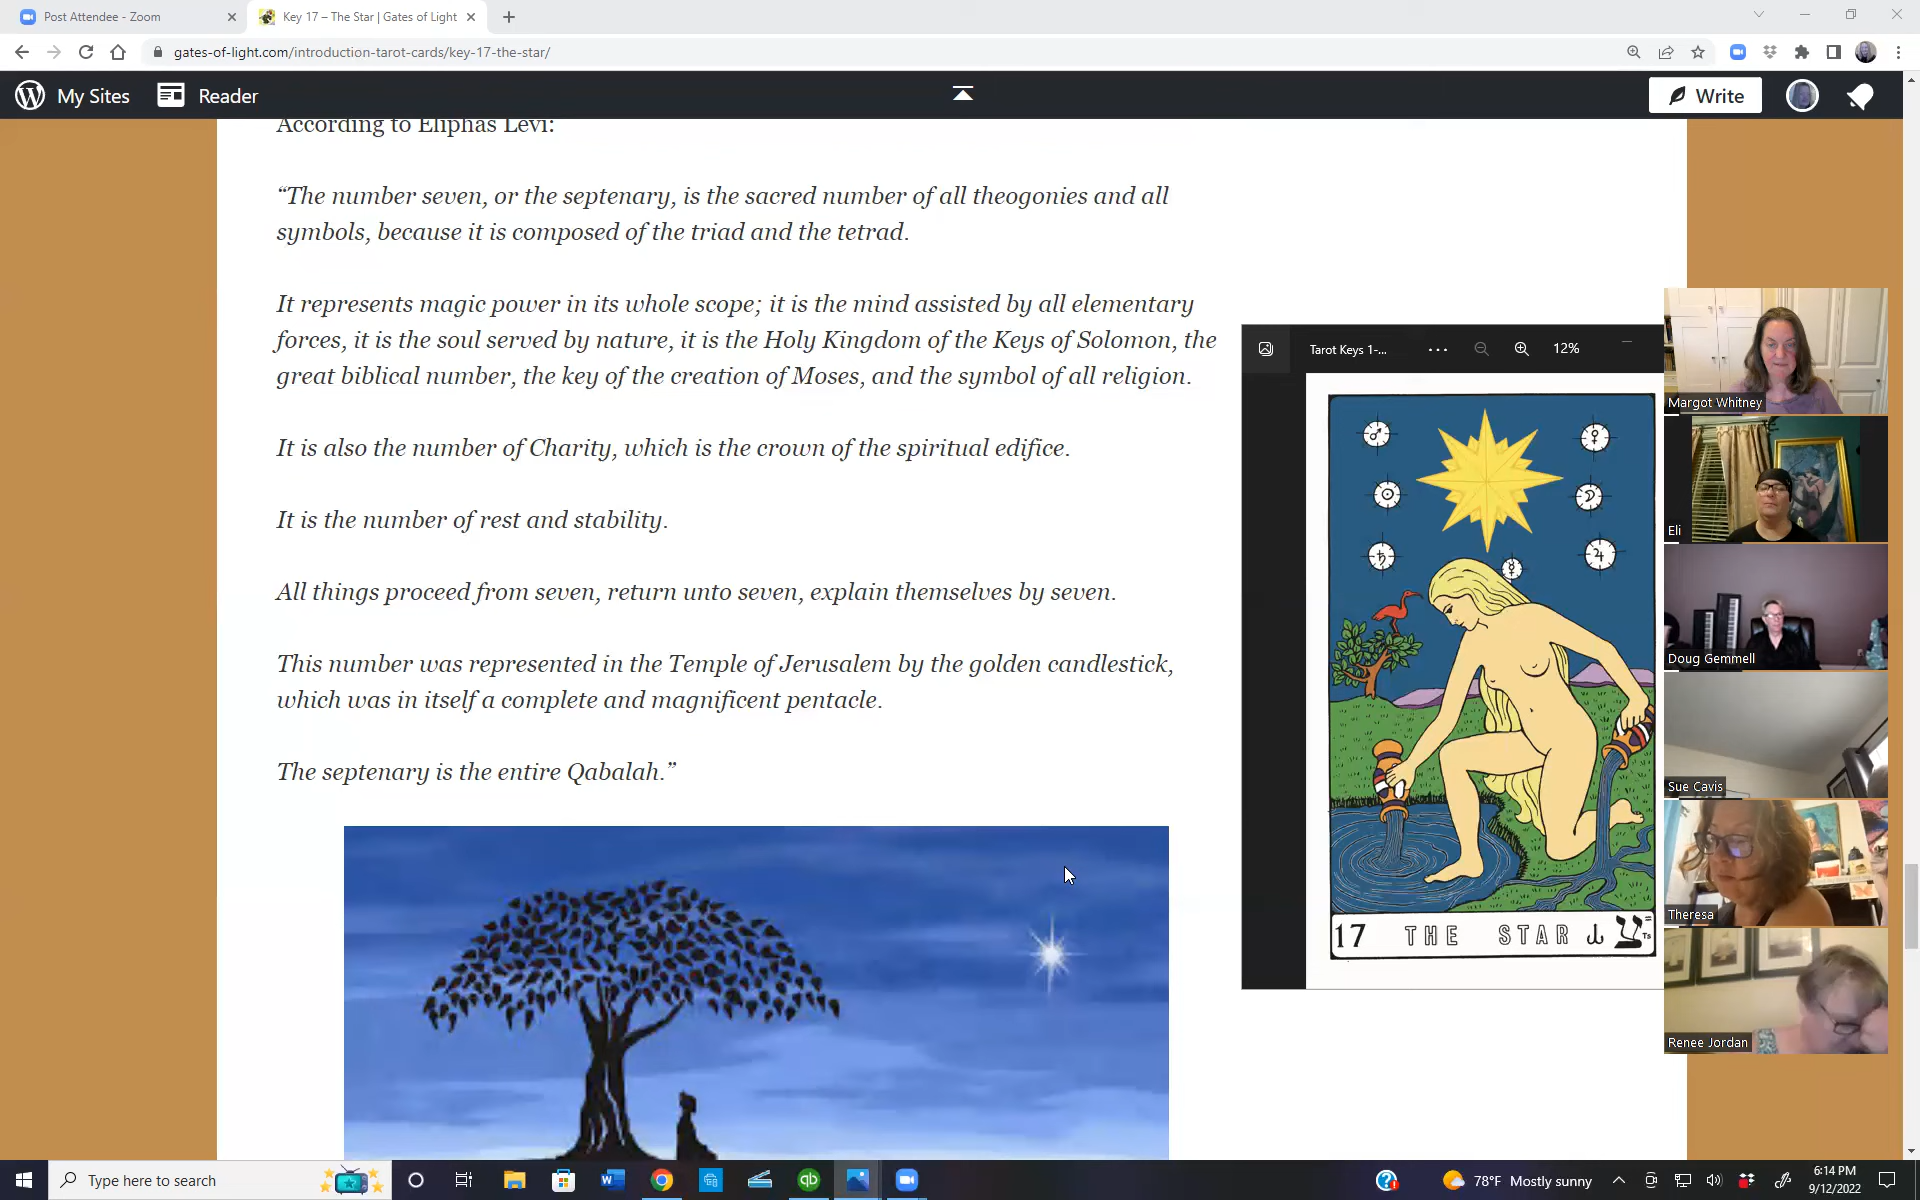 Post Attendee - Zoom
Key 17 – The Star | Gates of Light
gates-of-light.com/introduction-tarot-cards/key-17-the-star/
My Sites
Reader
Write
According to Eliphas Levi:
“The number seven, or the septenary, is the sacred number of all theogonies and all
symbols, because it is composed of the triad and the tetrad.
It represents magic power in its whole scope; it is the mind assisted by all elementary
forces, it is the soul served by nature, it is the Holy Kingdom of the Keys of Solomon, the
great biblical number, the key of the creation of Moses, and the symbol of all religion.
It is also the number of Charity, which is the crown of the spiritual edifice.
It is the number of rest and stability.
All things proceed from seven, return unto seven, explain themselves by seven.
This number was represented in the Temple of Jerusalem by the golden candlestick,
which was in itself a complete and magnificent pentacle.
The septenary is the entire Qabalah.”
Tarot Keys 1-...
12%
17 THE STAR צ
Margot Whitney
Eli
Doug Gemmell
Sue Cavis
Theresa
Renee Jordan
Type here to search
78°F Mostly sunny
6:14 PM
9/12/2022